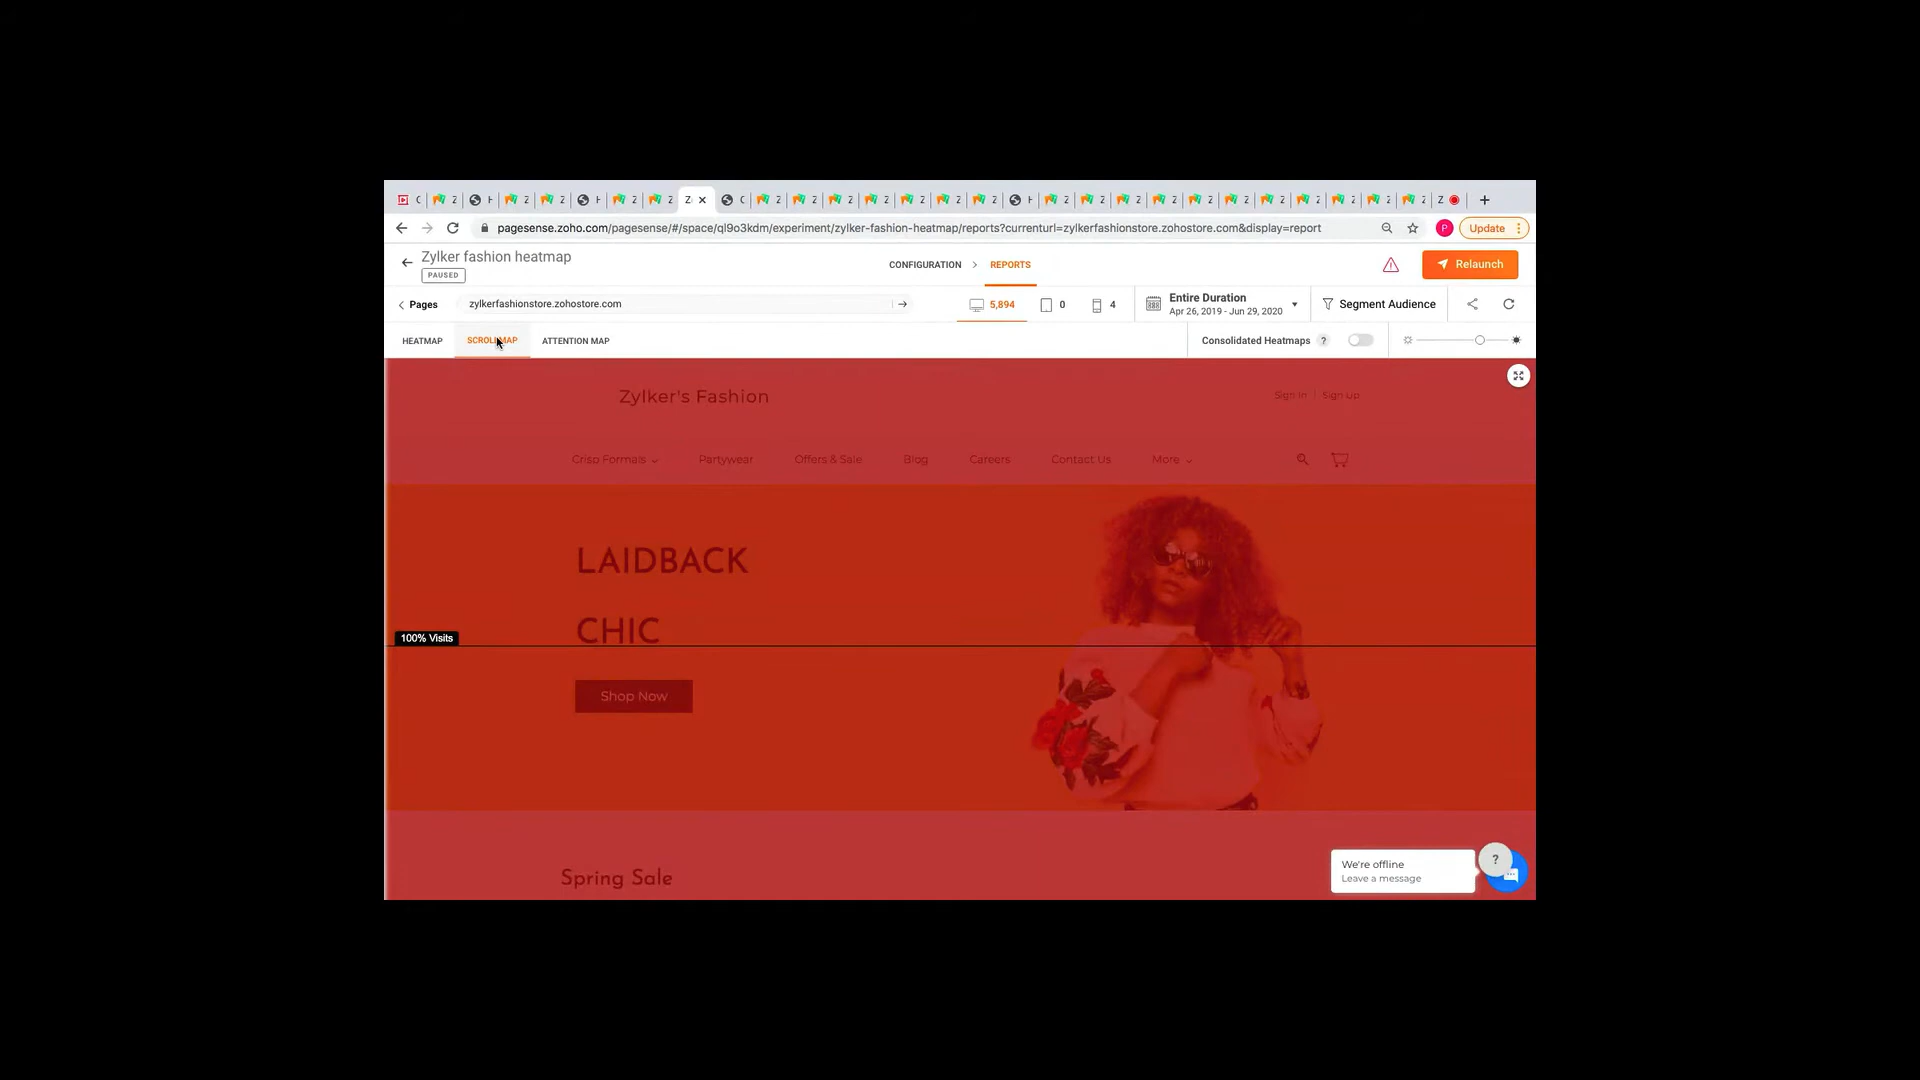 pagesense.zoho.com/pagesense/#/space/ql9o3kdm/experiment/zylker-fashion-heatmap/reports?currenturl=zylkerfashionstore.zohostore.com&display=report
P
Update
Zylker fashion heatmap
PAUSED
CONFIGURATION > REPORTS
Relaunch
Pages
zylkerfashionstore.zohostore.com
5,894
0
4
Entire Duration
Apr 26, 2019 - Jun 29, 2020
Segment Audience
HEATMAP
SCROLLMAP
ATTENTION MAP
Consolidated Heatmaps ?
Zylker's Fashion
Sign In | Sign Up
Crisp Formals
Partywear
Offers & Sale
Blog
Careers
Contact Us
More
LAIDBACK
CHIC
100% Visits
Shop Now
Spring Sale
We're offline
Leave a message
?